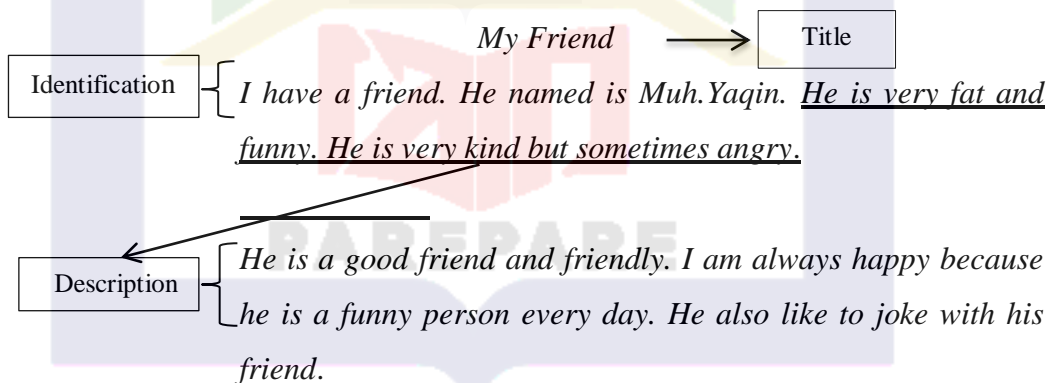 My Friend Title
Identification
I have a friend. He named is Muh.Yaqin. He is very fat and
funny. He is very kind but sometimes angry.
PAREPARE
Description
He is a good friend and friendly. I am always happy because
he is a funny person every day. He also like to joke with his
friend.